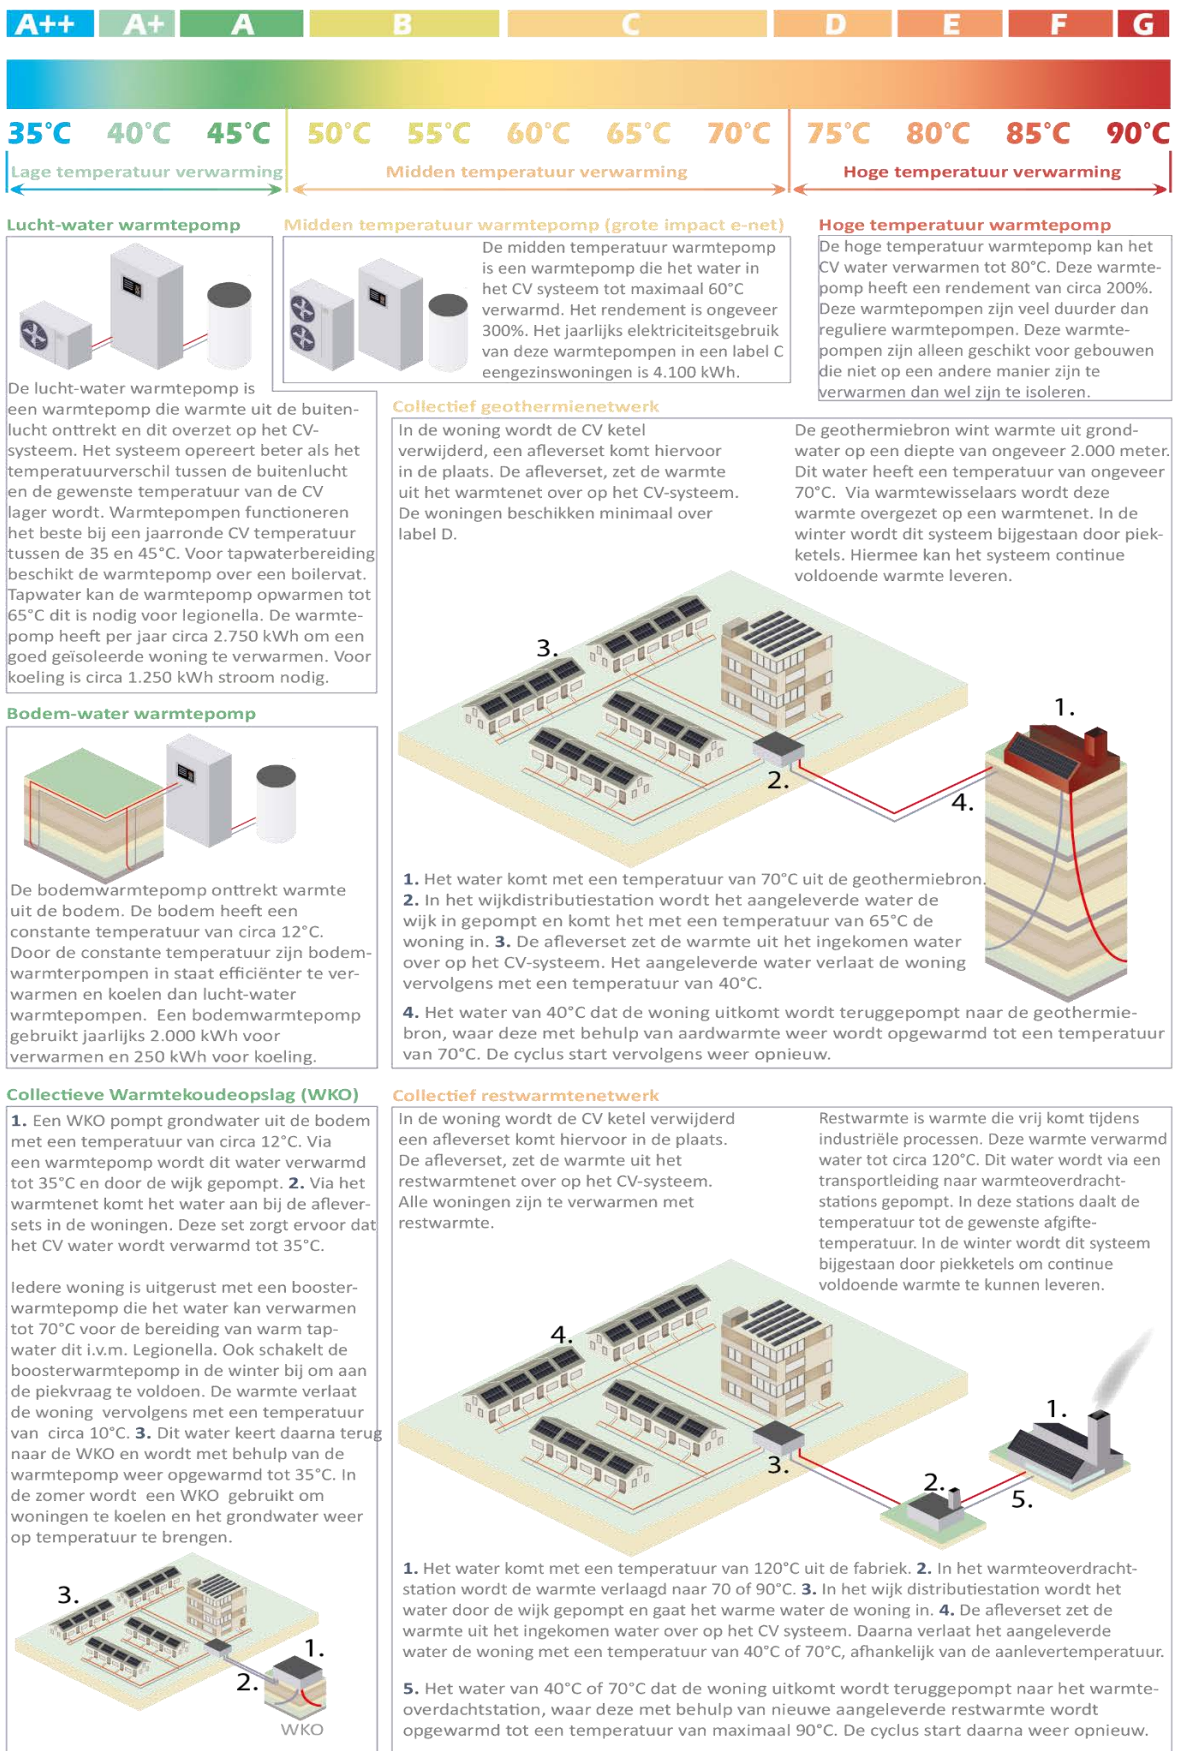 A++ A+ A B C D E F G
35°C 40°C 45°C 50°C 55°C 60°C 65°C 70°C 75°C 80°C 85°C 90°C
Lage temperatuur verwarming Midden temperatuur verwarming Hoge temperatuur verwarming
Lucht-water warmtepomp
De lucht-water warmtepomp is
een warmtepomp die warmte uit de buiten-
lucht onttrekt en dit overzet op het CV-
systeem. Het systeem opereert beter als het
temperatuurverschil tussen de buitenlucht
en de gewenste temperatuur van de CV
lager wordt. Warmtepompen functioneren
het beste bij een jaarronde CV temperatuur
tussen de 35 en 45°C. Voor tapwaterbereiding
beschikt de warmtepomp over een boilervat.
Tapwater kan de warmtepomp opwarmen tot
65°C dit is nodig voor legionella. De warmte-
pomp heeft per jaar circa 2.750 kWh om een
goed geïsoleerde woning te verwarmen. Voor
koeling is circa 1.250 kWh stroom nodig.
Midden temperatuur warmtepomp (grote impact e-net)
De midden temperatuur warmtepomp
is een warmtepomp die het water in
het CV systeem tot maximaal 60°C
verwarmd. Het rendement is ongeveer
300%. Het jaarlijks elektriciteitsgebruik
van deze warmtepompen in een label C
eengezinswoningen is 4.100 kWh.
Hoge temperatuur warmtepomp
De hoge temperatuur warmtepomp kan het
CV water verwarmen tot 80°C. Deze warmte-
pomp heeft een rendement van circa 200%.
Deze warmtepompen zijn veel duurder dan
reguliere warmtepompen. Deze warmte-
pompen zijn alleen geschikt voor gebouwen
die niet op een andere manier zijn te
verwarmen dan wel zijn te isoleren.
Collectief geothermienetwerk
In de woning wordt de CV ketel
verwijderd, een afleverset komt hiervoor
in de plaats. De afleverset, zet de warmte
uit het warmtenet over op het CV-systeem.
De woningen beschikken minimaal over
label D.
De geothermiebron wint warmte uit grond-
water op een diepte van ongeveer 2.000 meter.
Dit water heeft een temperatuur van ongeveer
70°C. Via warmtewisselaars wordt deze
warmte overgezet op een warmtenet. In de
winter wordt dit systeem bijgestaan door piek-
ketels. Hiermee kan het systeem continue
voldoende warmte leveren.
3.
1.
2.
4.
1. Het water komt met een temperatuur van 70°C uit de geothermiebron.
2. In het wijkdistributiestation wordt het aangeleverde water de
wijk in gepompt en komt het met een temperatuur van 65°C de
woning in. 3. De afleverset zet de warmte uit het ingekomen water
over op het CV-systeem. Het aangeleverde water verlaat de woning
vervolgens met een temperatuur van 40°C.
4. Het water van 40°C dat de woning uitkomt wordt teruggepompt naar de geothermie-
bron, waar deze met behulp van aardwarmte weer wordt opgewarmd tot een temperatuur
van 70°C. De cyclus start vervolgens weer opnieuw.
Bodem-water warmtepomp
De bodemwarmtepomp onttrekt warmte
uit de bodem. De bodem heeft een
constante temperatuur van circa 12°C.
Door de constante temperatuur zijn bodem-
warmterpompen in staat efficiënter te ver-
warmen en koelen dan lucht-water
warmtepompen. Een bodemwarmtepomp
gebruikt jaarlijks 2.000 kWh voor
verwarmen en 250 kWh voor koeling.
Collectieve Warmtekoudeopslag (WKO)
1. Een WKO pompt grondwater uit de bodem
met een temperatuur van circa 12°C. Via
een warmtepomp wordt dit water verwarmd
tot 35°C en door de wijk gepompt. 2. Via het
warmtenet komt het water aan bij de aflever-
sets in de woningen. Deze set zorgt ervoor dat
het CV water wordt verwarmd tot 35°C.
Iedere woning is uitgerust met een booster-
warmtepomp die het water kan verwarmen
tot 70°C voor de bereiding van warm tap-
water dit i.v.m. Legionella. Ook schakelt de
boosterwarmtepomp in de winter bij om aan
de piekvraag te voldoen. De warmte verlaat
de woning vervolgens met een temperatuur
van circa 10°C. 3. Dit water keert daarna terug
naar de WKO en wordt met behulp van de
warmtepomp weer opgewarmd tot 35°C. In
de zomer wordt een WKO gebruikt om
woningen te koelen en het grondwater weer
op temperatuur te brengen.
3.
1.
2.
WKO
Collectief restwarmtenetwerk
In de woning wordt de CV ketel verwijderd
een afleverset komt hiervoor in de plaats.
De afleverset, zet de warmte uit het
restwarmtenet over op het CV-systeem.
Alle woningen zijn te verwarmen met
restwarmte.
Restwarmte is warmte die vrij komt tijdens
industriële processen. Deze warmte verwarmd
water tot circa 120°C. Dit water wordt via een
transportleiding naar warmteoverdracht-
stations gepompt. In deze stations daalt de
temperatuur tot de gewenste afgifte-
temperatuur. In de winter wordt dit systeem
bijgestaan door piekketels om continue
voldoende warmte te kunnen leveren.
4.
1.
3.
2.
5.
1. Het water komt met een temperatuur van 120°C uit de fabriek. 2. In het warmteoverdracht-
station wordt de warmte verlaagd naar 70 of 90°C. 3. In het wijk distributiestation wordt het
water door de wijk gepompt en gaat het warme water de woning in. 4. De afleverset zet de
warmte uit het ingekomen water over op het CV systeem. Daarna verlaat het aangeleverde
water de woning met een temperatuur van 40°C of 70°C, afhankelijk van de aanlevertemperatuur.
5. Het water van 40°C of 70°C dat de woning uitkomt wordt teruggepompt naar het warmte-
overdachtstation, waar deze met behulp van nieuwe aangeleverde restwarmte wordt
opgewarmd tot een temperatuur van maximaal 90°C. De cyclus start daarna weer opnieuw.